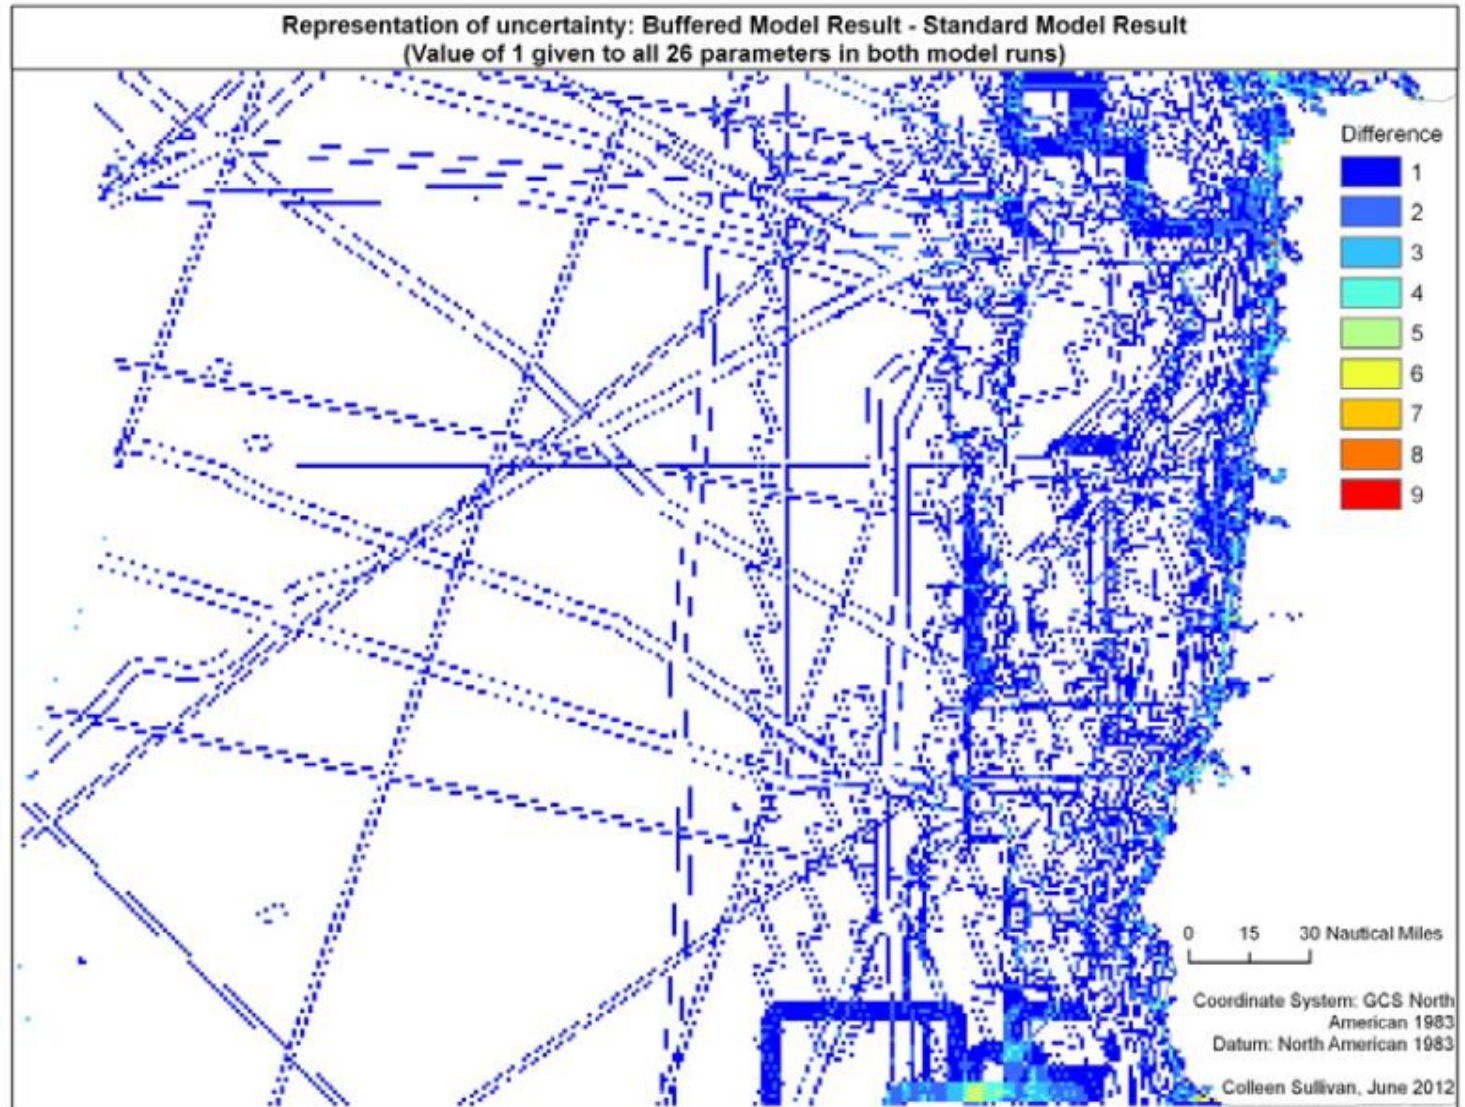 Representation of uncertainty: Buffered Model Result - Standard Model Result
(Value of 1 given to all 26 parameters in both model runs)
Difference
1
2
3
4
5
6
7
8
9
0 15 30 Nautical Miles
Coordinate System: GCS North
American 1983
Datum: North American 1983
Colleen Sullivan, June 2012